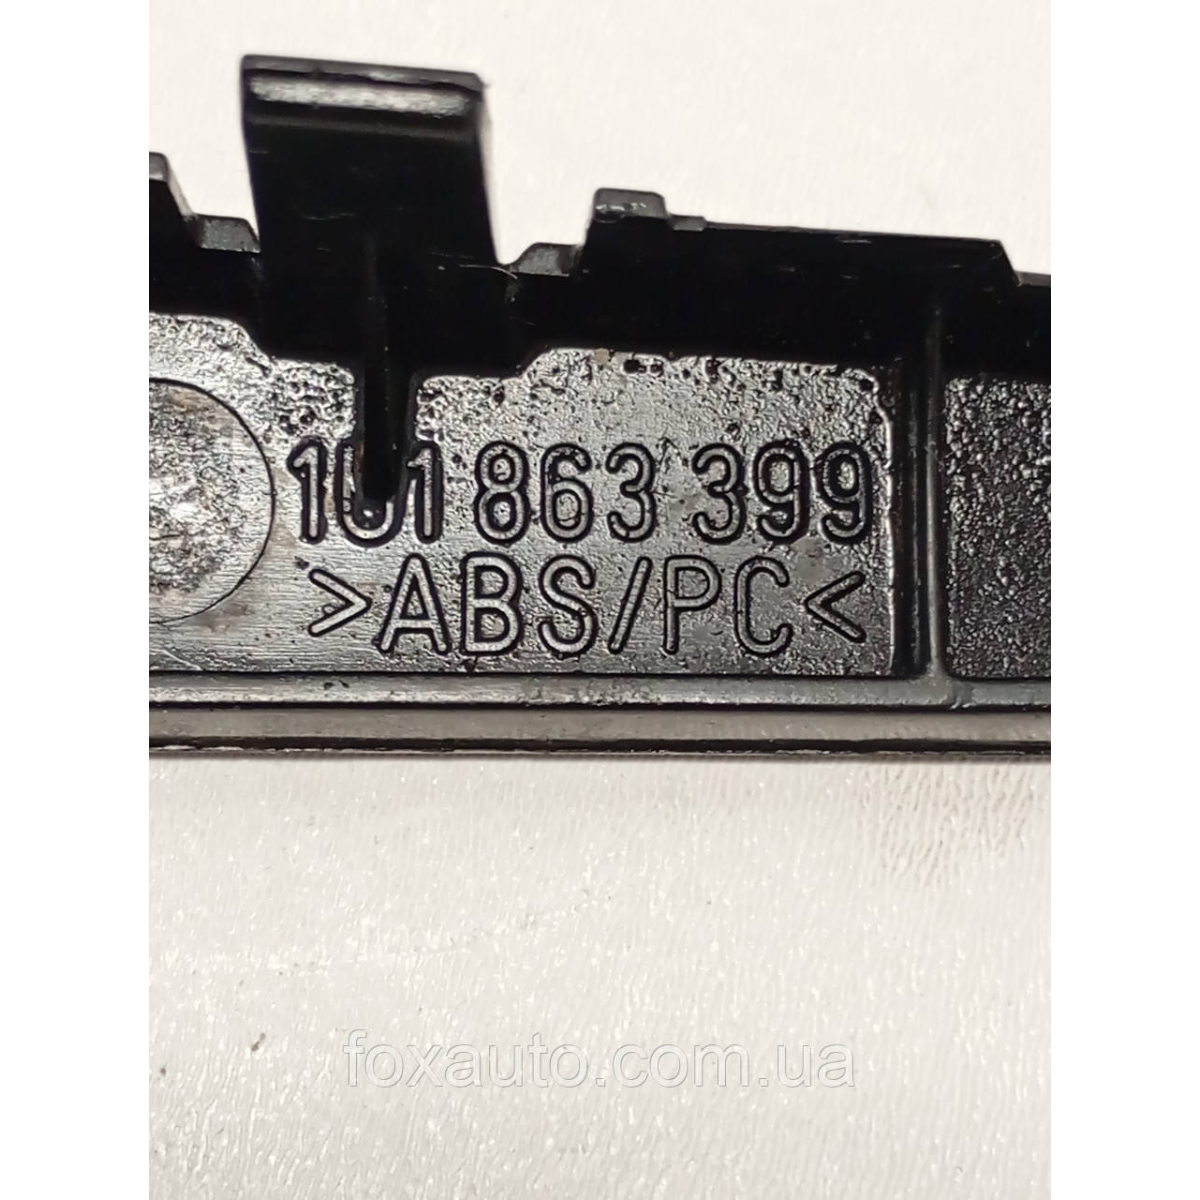 1U1 863 399
>ABS/PC<
foxauto.com.ua